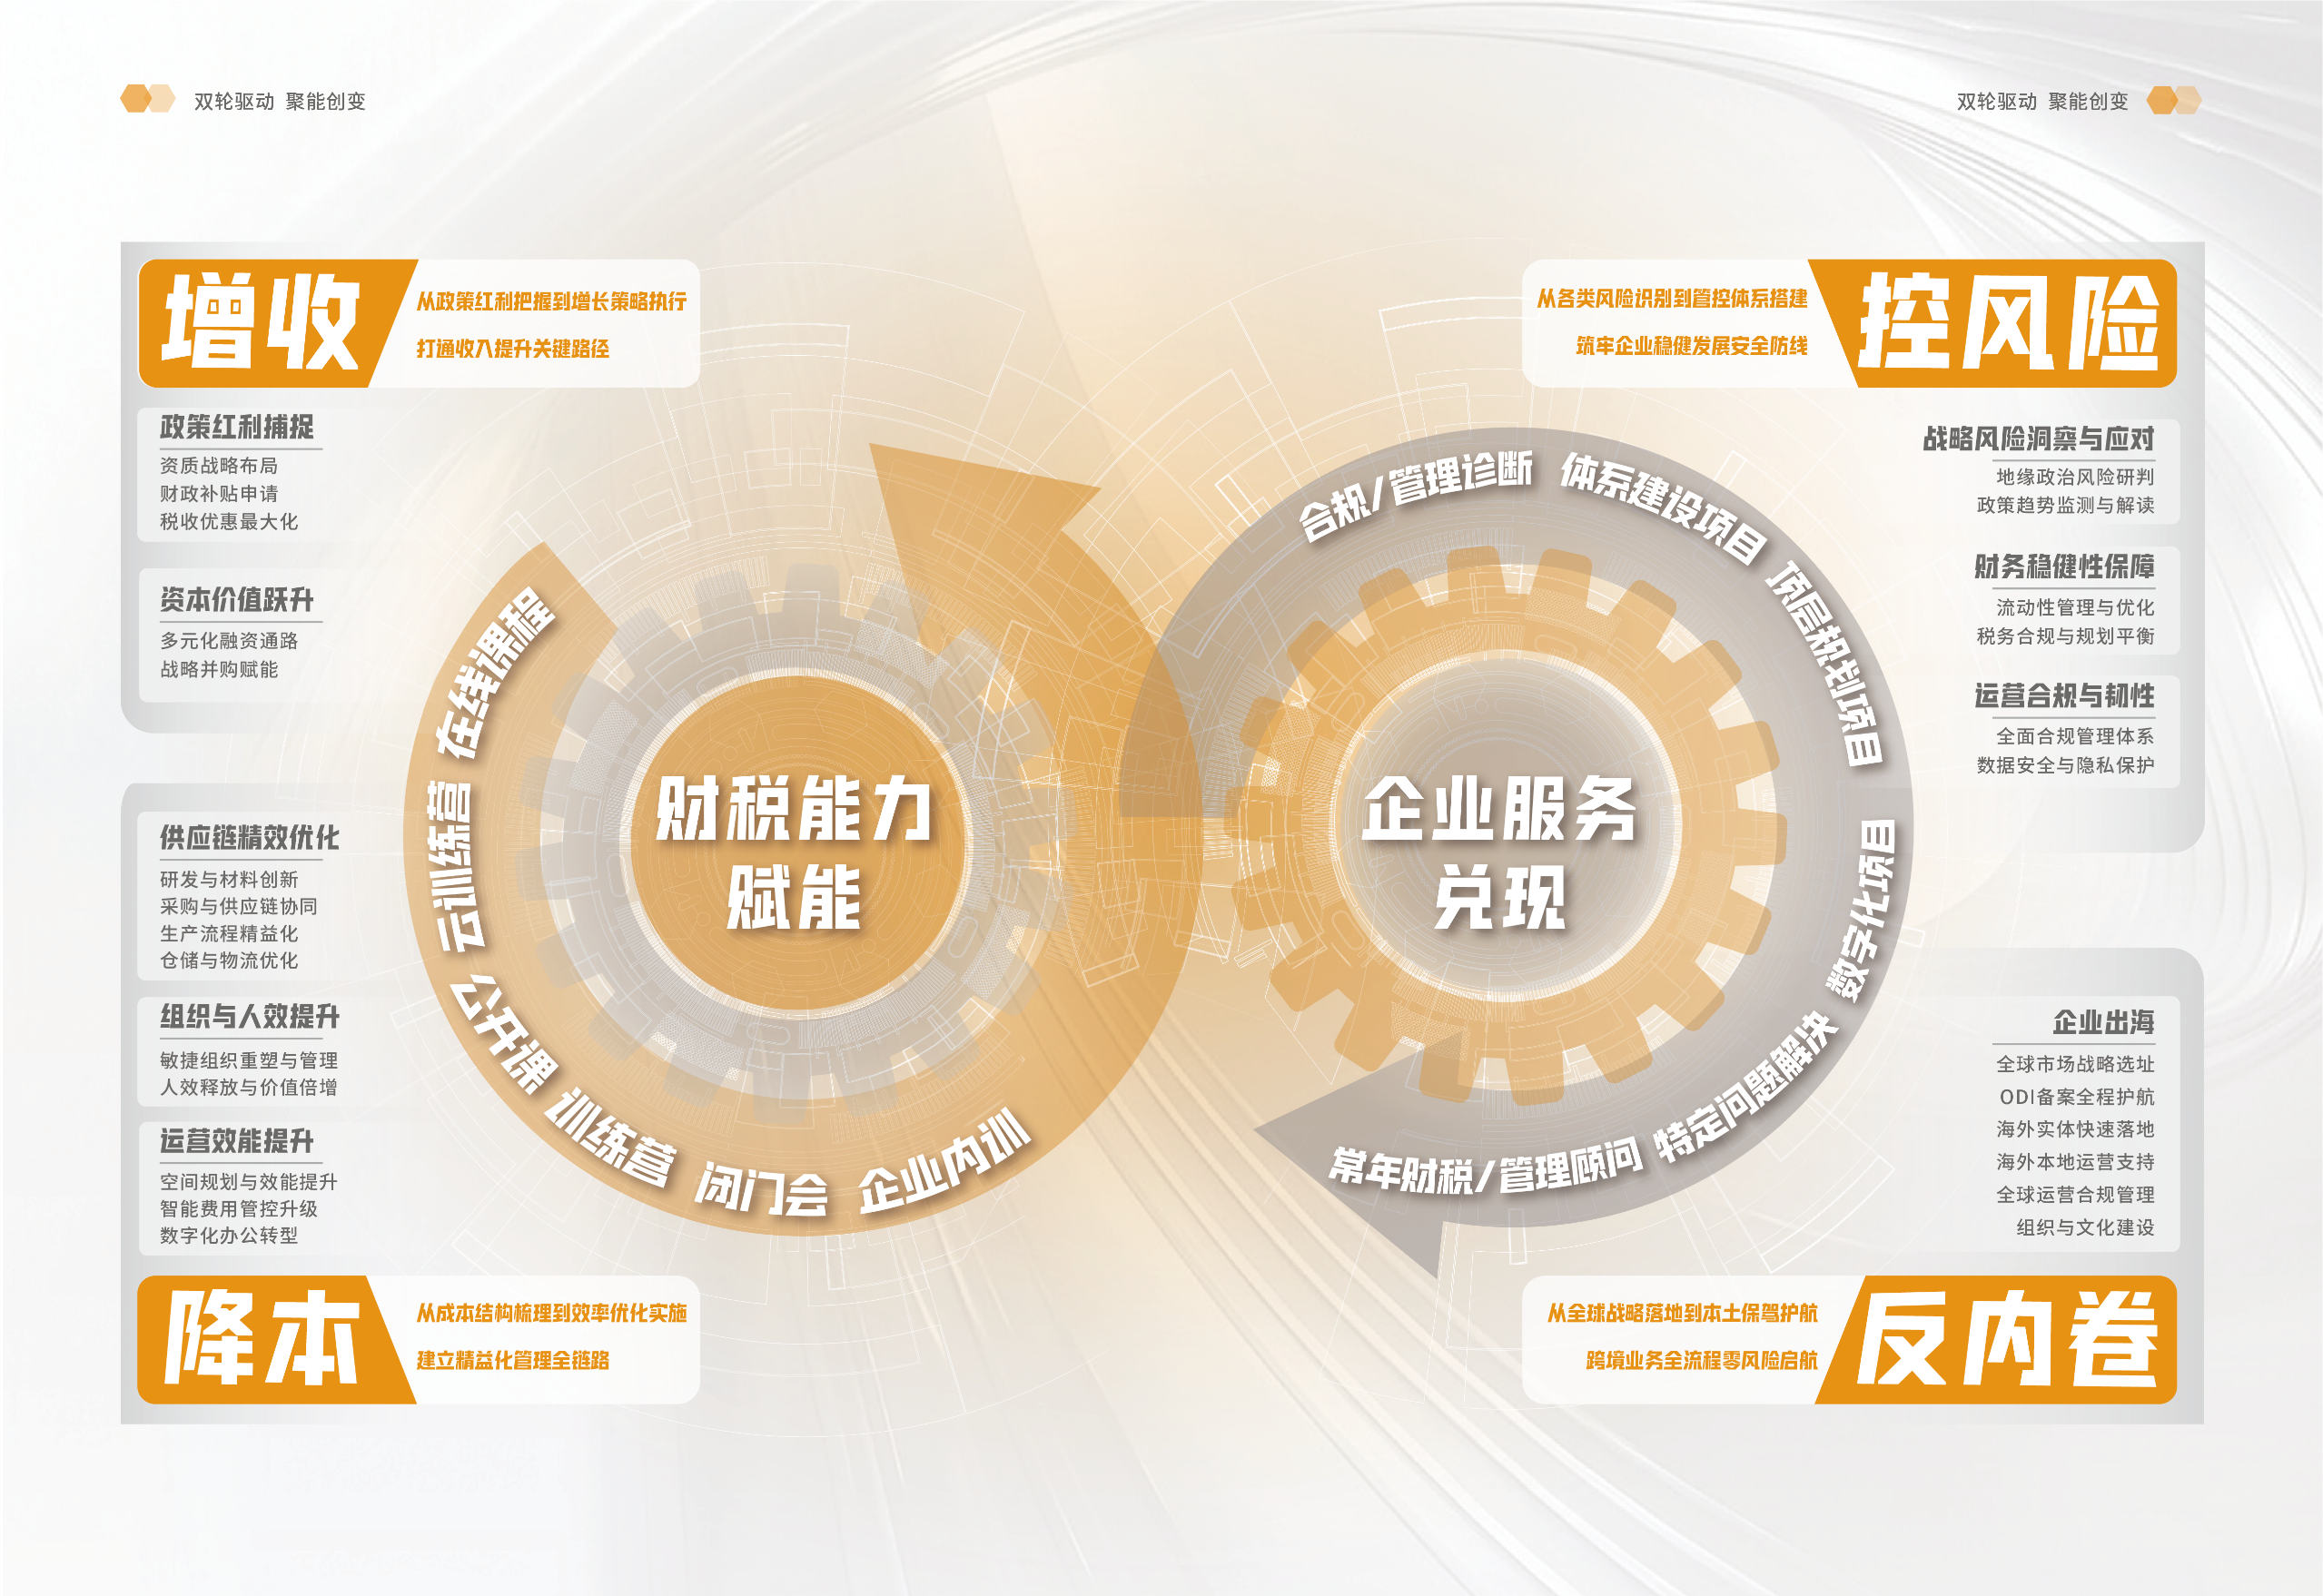 双轮驱动 聚能创变
双轮驱动 聚能创变
增收
从政策红利把握到增长策略执行
打通收入提升关键路径
政策红利捕捉
资质战略布局
财政补贴申请
税收优惠最大化
资本价值跃升
多元化融资通路
战略并购赋能
供应链精效优化
研发与材料创新
采购与供应链协同
生产流程精益化
仓储与物流优化
组织与人效提升
敏捷组织重塑与管理
人效释放与价值倍增
运营效能提升
空间规划与效能提升
智能费用管控升级
数字化办公转型
降本
从成本结构梳理到效率优化实施
建立精益化管理全链路
财税能力
赋能
在线课程
云训练营
公开课
训练营
闭门会
企业内训
企业服务
兑现
合规/管理诊断
体系建设项目
顶层规划项目
数字化项目
特定问题解决
常年财税/管理顾问
从各类风险识别到管控体系搭建
筑牢企业稳健发展安全防线
控风险
战略风险洞察与应对
地缘政治风险研判
政策趋势监测与解读
财务稳健性保障
流动性管理与优化
税务合规与规划平衡
运营合规与韧性
全面合规管理体系
数据安全与隐私保护
企业出海
全球市场战略选址
ODI备案全程护航
海外实体快速落地
海外本地运营支持
全球运营合规管理
组织与文化建设
从全球战略落地到本土保驾护航
跨境业务全流程零风险启航
反内卷